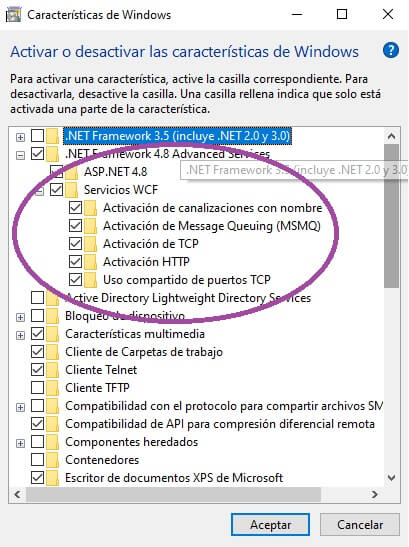 Características de Windows
Activar o desactivar las características de Windows
?
Para activar una característica, active la casilla correspondiente. Para
desactivarla, desactive la casilla. Una casilla rellena indica que solo está
activada una parte de la característica.
.NET Framework 3.5 (incluye .NET 2.0 y 3.0)
.NET Framework 4.8 Advanced Services
ASP.NET 4.8
.NET Framework 3.5 (incluye .NET 2.0 y 3.0)
Servicios WCF
Activación de canalizaciones con nombre
Activación de Message Queuing (MSMQ)
Activación de TCP
Activación HTTP
Uso compartido de puertos TCP
Active Directory Lightweight Directory Services
Bloqueo de dispositivo
Características multimedia
Cliente de Carpetas de trabajo
Cliente Telnet
Cliente TFTP
Compatibilidad con el protocolo para compartir archivos SM
Compatibilidad de API para compresión diferencial remota
Componentes heredados
Contenedores
Escritor de documentos XPS de Microsoft
Aceptar
Cancelar